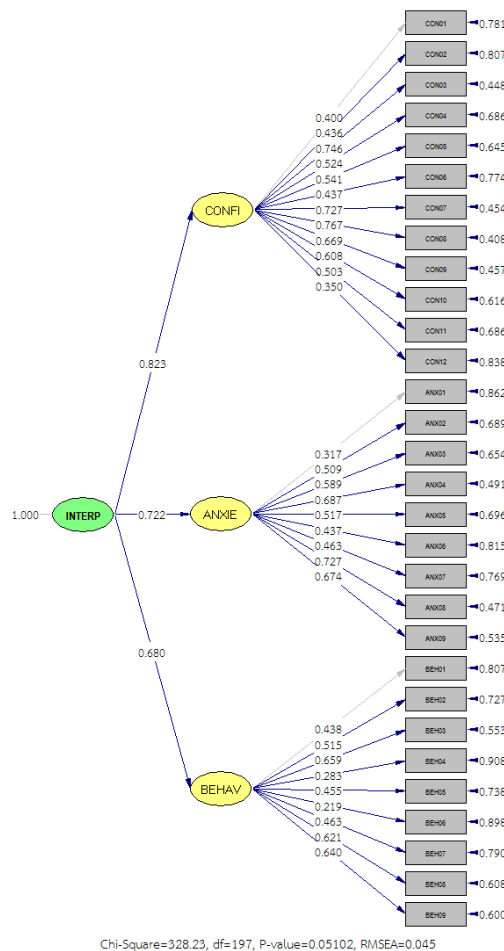 CON01 0.781
CON02 0.807
CON03 0.448
0.400
CON04 0.686
0.436
0.746
CON05 0.645
0.524
0.541
CON06 0.774
0.437
CONFI
0.727
CON07 0.454
0.767
CON08 0.408
0.669
CON09 0.457
0.608
0.503
CON10 0.616
0.350
CON11 0.686
CON12 0.838
0.823
ANX01 0.862
ANX02 0.689
0.317
ANX03 0.654
0.509
0.589
ANX04 0.491
0.687
1.000 INTERP 0.722 ANXIE
0.517
ANX05 0.696
0.437
ANX06 0.815
0.463
ANX07 0.769
0.727
0.674
ANX08 0.471
ANX09 0.535
0.680
BEH01 0.807
BEH02 0.727
0.438
BEH03 0.553
0.515
0.659
BEH04 0.908
0.283
BEHAV
0.455
BEH05 0.738
0.219
BEH06 0.898
0.463
BEH07 0.790
0.621
0.640
BEH08 0.608
BEH09 0.600
Chi-Square=328.23, df=197, P-value=0.05102, RMSEA=0.045